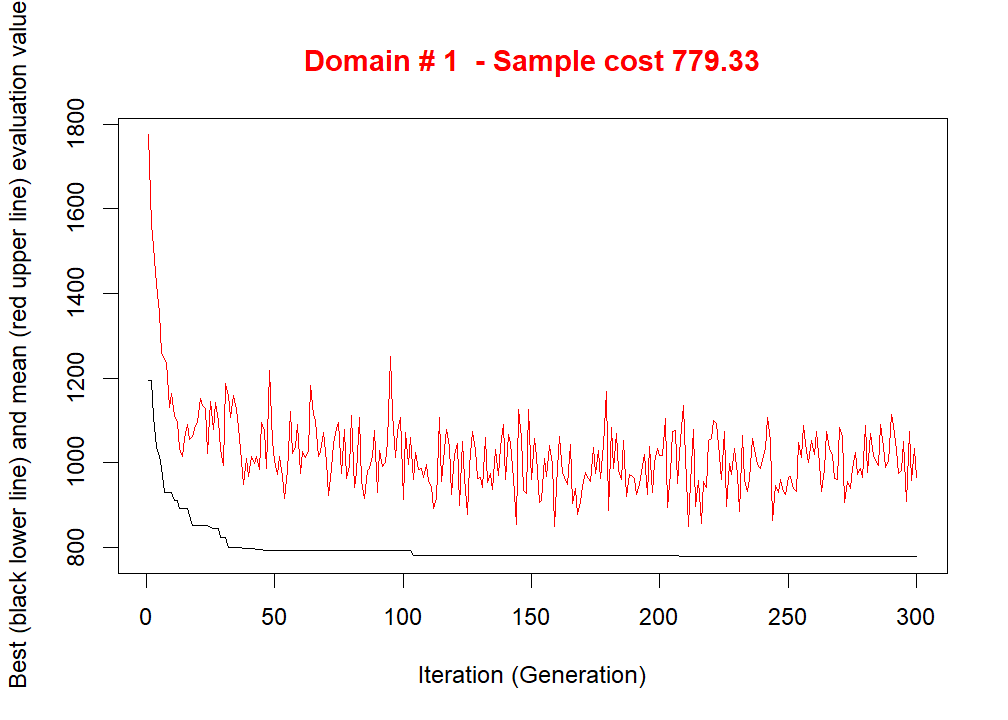 Domain # 1  - Sample cost 779.33
Best (black lower line) and mean (red upper line) evaluation value
1800
1600
1400
1200
1000
800
0 50 100 150 200 250 300
Iteration (Generation)